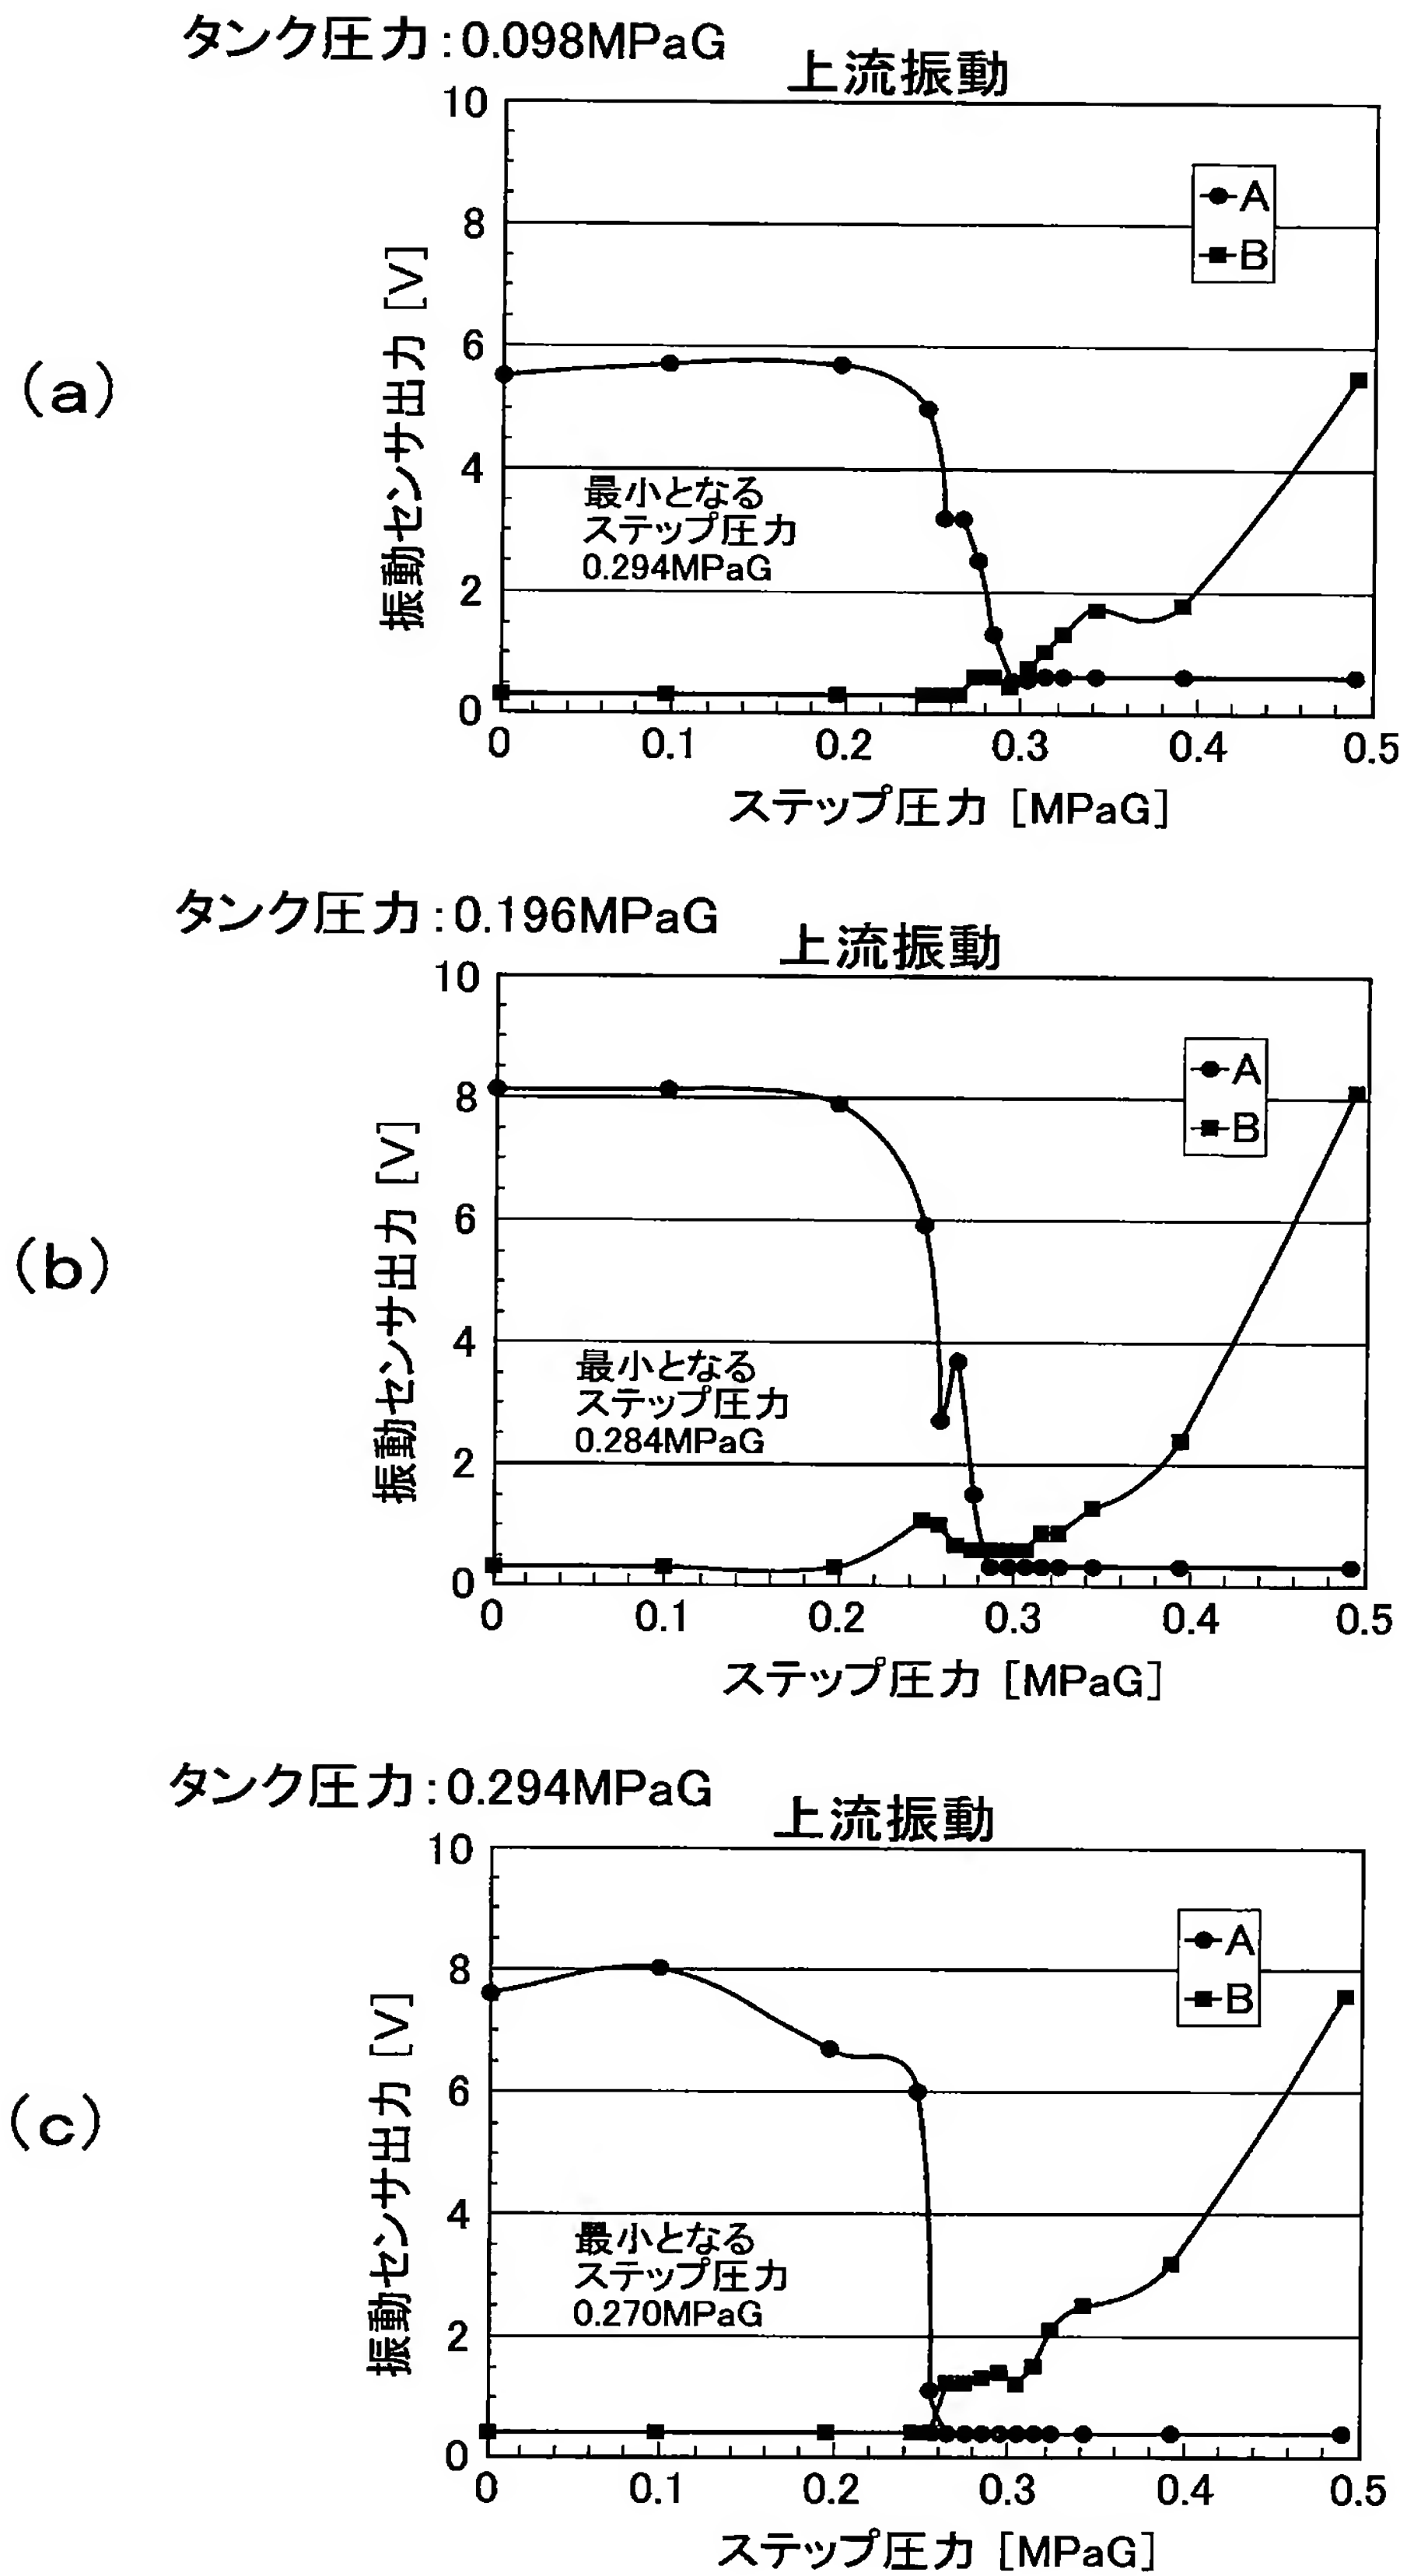 タンク圧力:0.098MPaG
上流振動
(a)
振動センサ出力 [V]
10
8
6
4
2
0
A
B
最小となる
ステップ圧力
0.294MPaG
0 0.1 0.2 0.3 0.4 0.5
ステップ圧力 [MPaG]
タンク圧力:0.196MPaG
上流振動
(b)
振動センサ出力 [V]
10
8
6
4
2
0
A
B
最小となる
ステップ圧力
0.284MPaG
0 0.1 0.2 0.3 0.4 0.5
ステップ圧力 [MPaG]
タンク圧力:0.294MPaG
上流振動
(c)
振動センサ出力 [V]
10
8
6
4
2
0
A
B
最小となる
ステップ圧力
0.270MPaG
0 0.1 0.2 0.3 0.4 0.5
ステップ圧力 [MPaG]